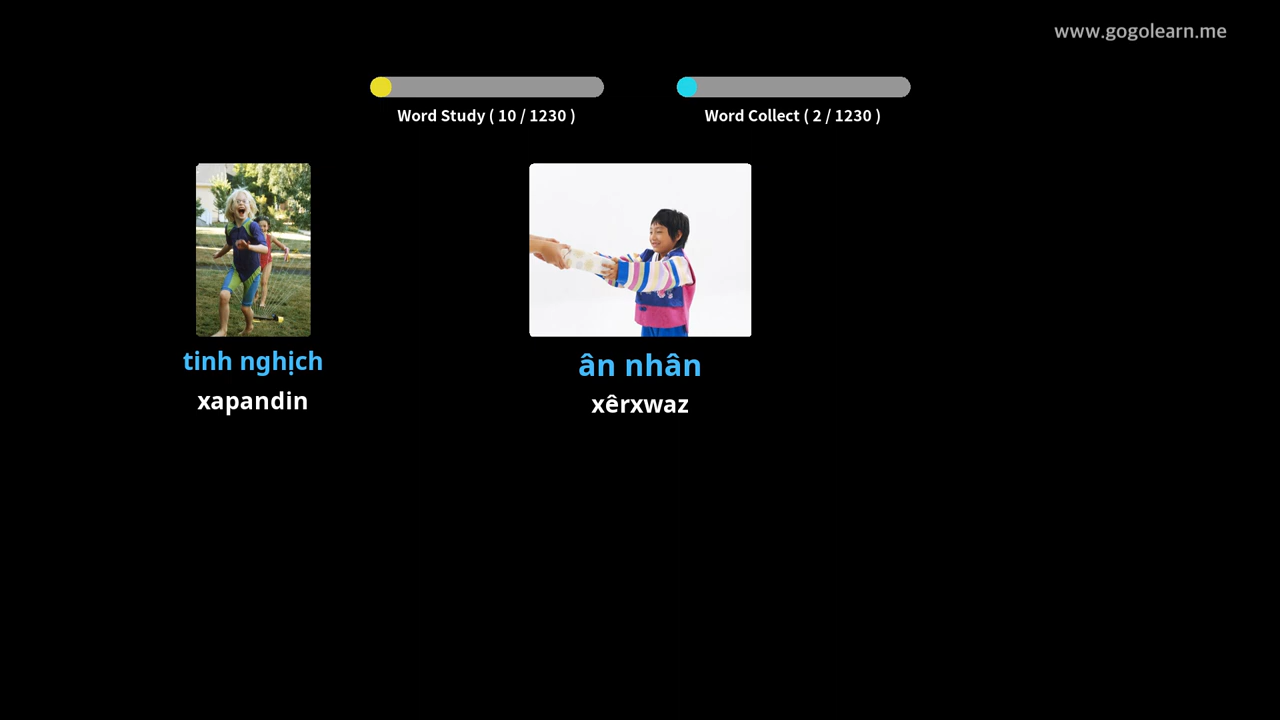 www.gogolearn.me
Word Study ( 10 / 1230 )
Word Collect ( 2 / 1230 )
tinh nghịch
xapandin
ân nhân
xêrxwaz